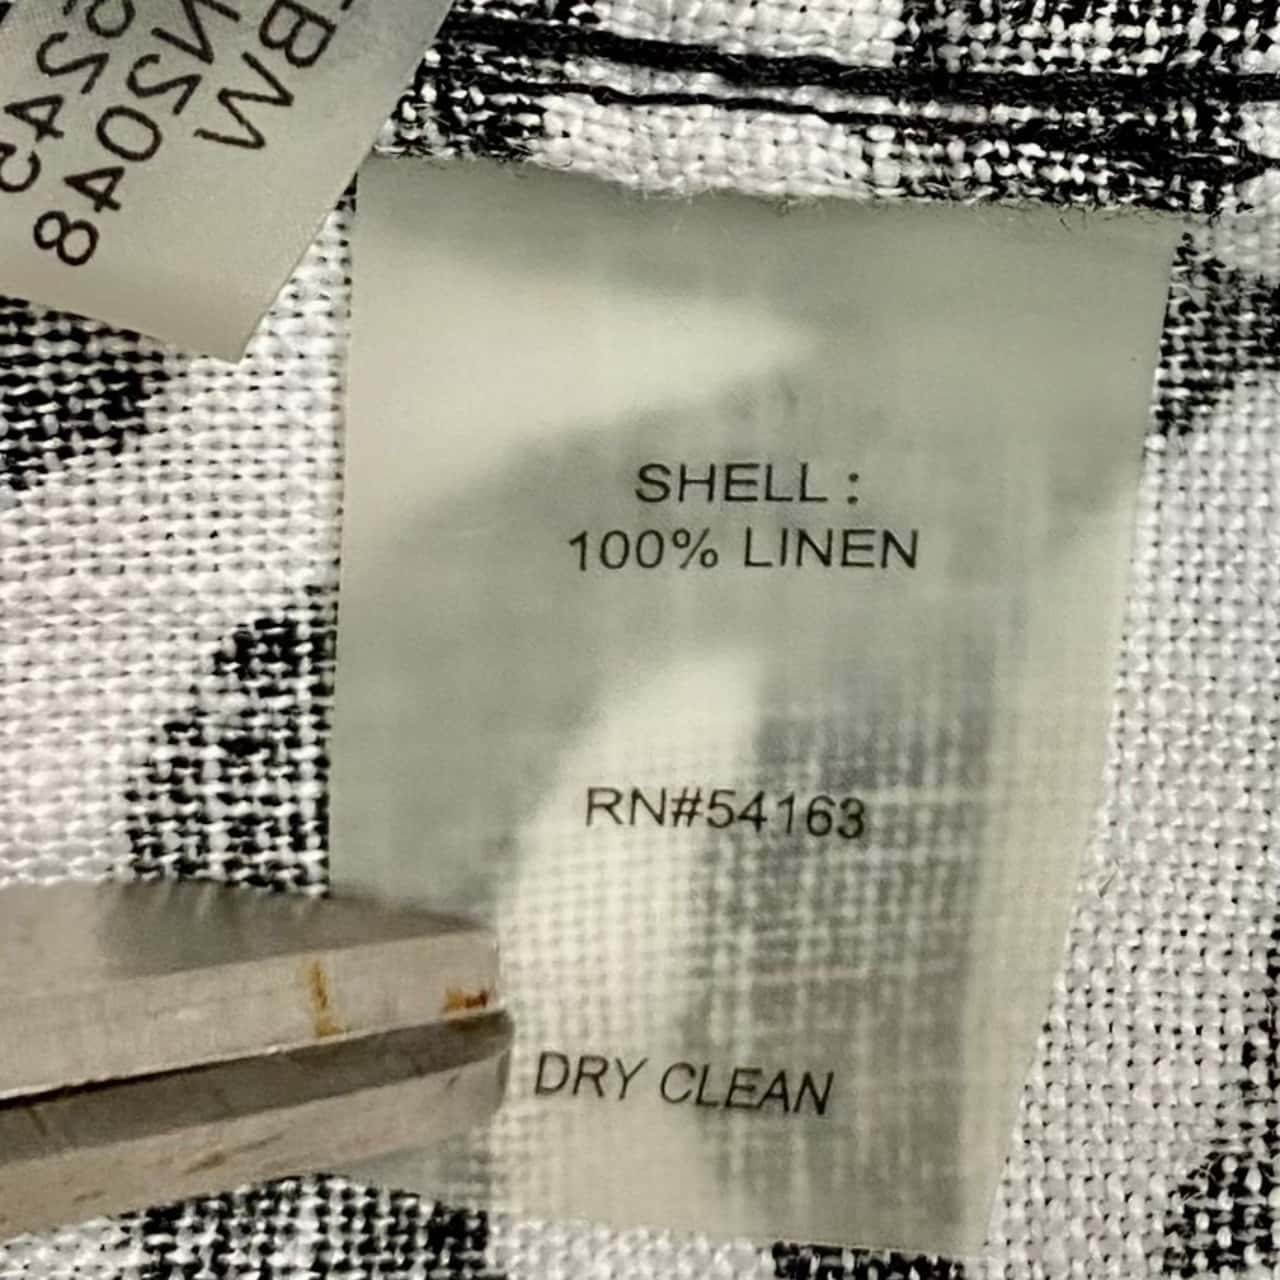 SHELL :
100% LINEN
RN#54163
DRY CLEAN